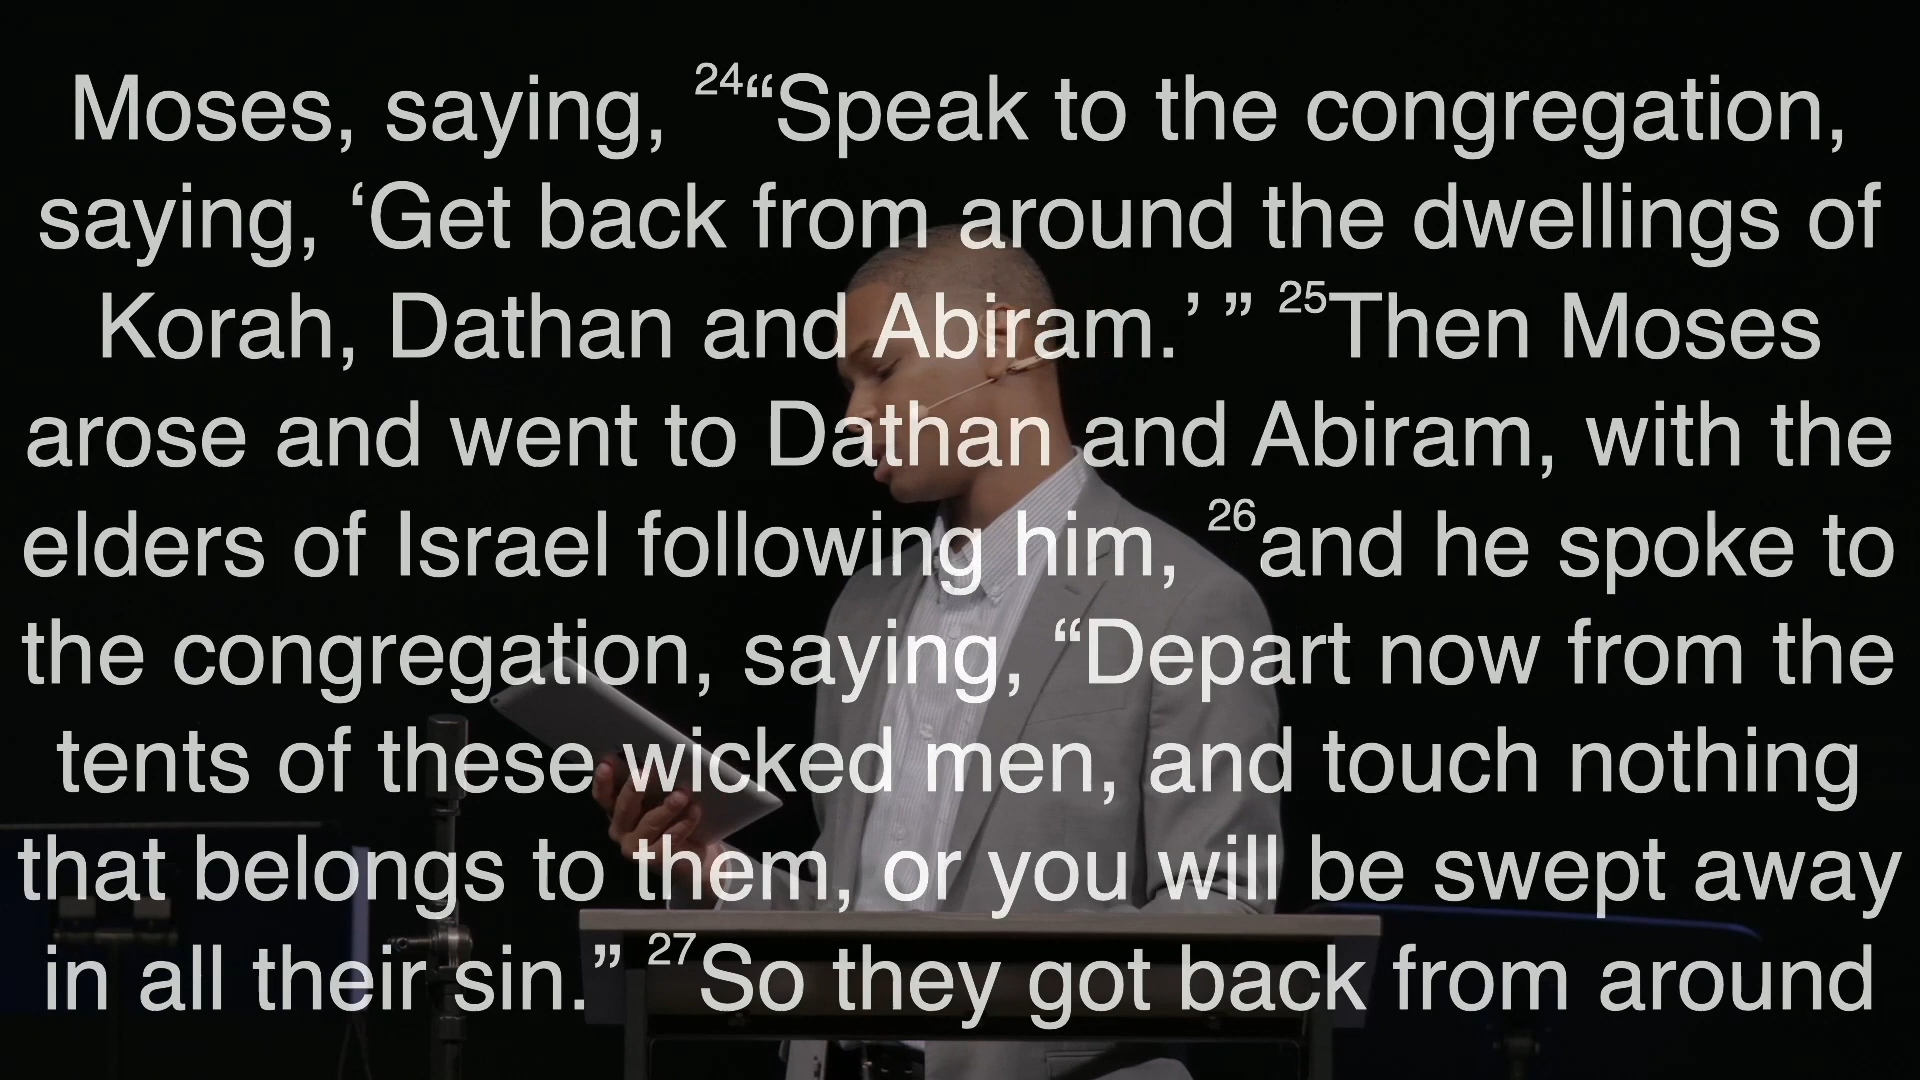 Moses, saying, 24“Speak to the congregation,
saying, ‘Get back from around the dwellings of
Korah, Dathan and Abiram.’ ” 25Then Moses
arose and went to Dathan and Abiram, with the
elders of Israel following him, 26and he spoke to
the congregation, saying, “Depart now from the
tents of these wicked men, and touch nothing
that belongs to them, or you will be swept away
in all their sin.” 27So they got back from around